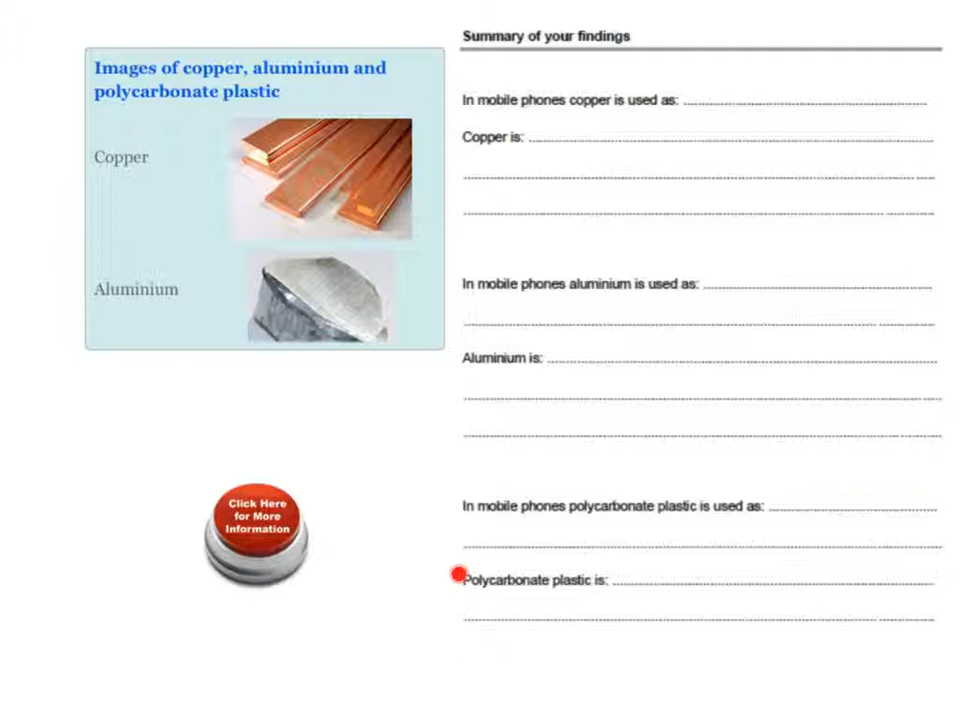 Images of copper, aluminium and
polycarbonate plastic
Copper
Aluminium
Click Here
for More
Information
Summary of your findings
In mobile phones copper is used as:
Copper is:
In mobile phones aluminium is used as:
Aluminium is:
In mobile phones polycarbonate plastic is used as:
Polycarbonate plastic is: